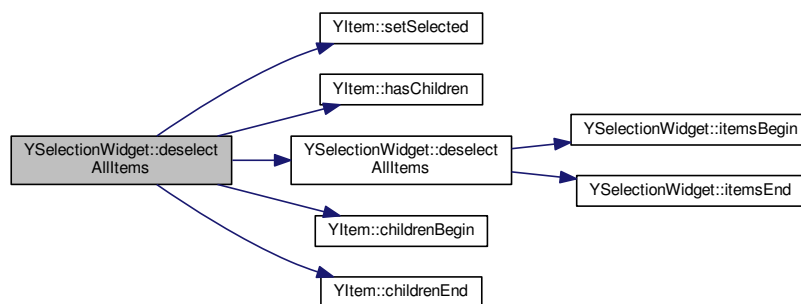 YItem::setSelected
YItem::hasChildren
YSelectionWidget::itemsBegin
YSelectionWidget::deselect
AllItems
YSelectionWidget::deselect
AllItems
YSelectionWidget::itemsEnd
YItem::childrenBegin
YItem::childrenEnd